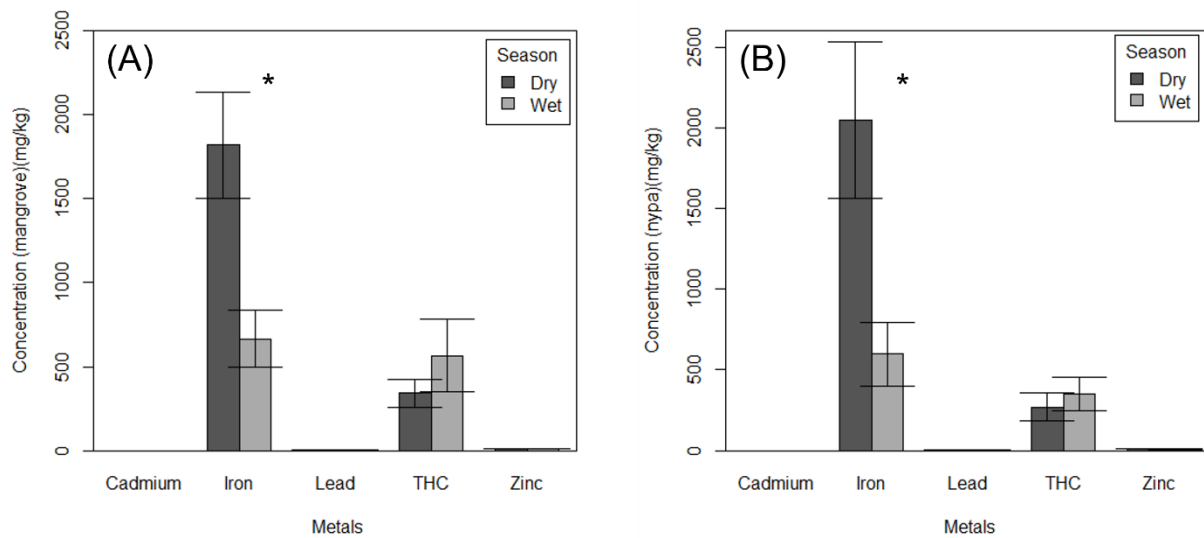 (A)
Season
Dry
Wet
*
Concentration (mangrove)(mg/kg)
2500
2000
1500
1000
500
0
Cadmium Iron Lead THC Zinc
Metals
(B)
Season
Dry
Wet
*
Concentration (nypa)(mg/kg)
2500
2000
1500
1000
500
0
Cadmium Iron Lead THC Zinc
Metals